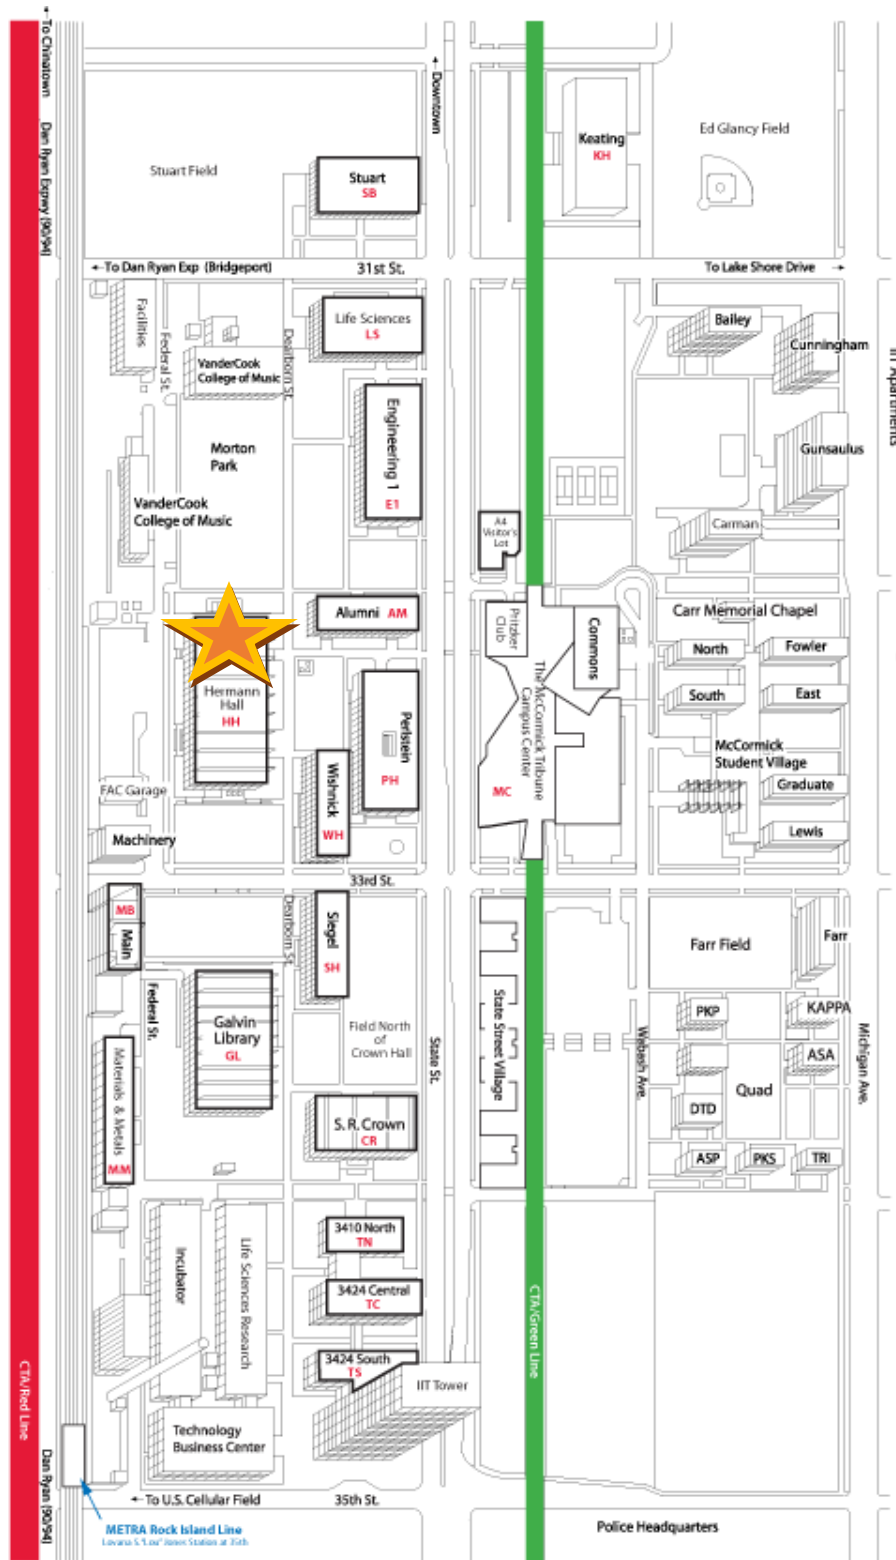 ←To Chinatown
Dan Ryan Expwy (90/94)
← Downtown
Stuart Field
Stuart
SB
Keating
KH
Ed Glancy Field
←To Dan Ryan Exp (Bridgeport)
31st St.
To Lake Shore Drive →
Facilities
Federal St.
VanderCook
College of Music
Dearborn St.
Life Sciences
LS
Bailey
Cunningham
IIT Apartments
Engineering 1
E1
Morton
Park
Gunsaulus
VanderCook
College of Music
A4
Visitor's
Lot
Carman
Alumni AM
Pritzker
Club
Commons
Carr Memorial Chapel
North
Fowler
South
East
Hermann
Hall
HH
Perlstein
PH
The McCormick Tribune
Campus Center
MC
McCormick
Student Village
Wishnick
WH
FAC Garage
Graduate
Machinery
Lewis
33rd St.
MB
Main
Dearborn St.
Siegel
SH
Farr Field
Farr
Federal St.
Galvin
Library
GL
Field North
of
Crown Hall
State St.
State Street Village
Wabash Ave.
PKP
KAPPA
Michigan Ave.
ASA
Quad
DTD
Materials & Metals
MM
S. R. Crown
CR
ASP
PKS
TRI
3410 North
TN
Incubator
Life Sciences Research
3424 Central
TC
CTA/Green Line
3424 South
TS
IIT Tower
CTA/Red Line
Technology
Business Center
Dan Ryan (90/94)
← To U.S. Cellular Field
35th St.
METRA Rock Island Line
Lovana S. "Lou" Jones Station at 35th
Police Headquarters